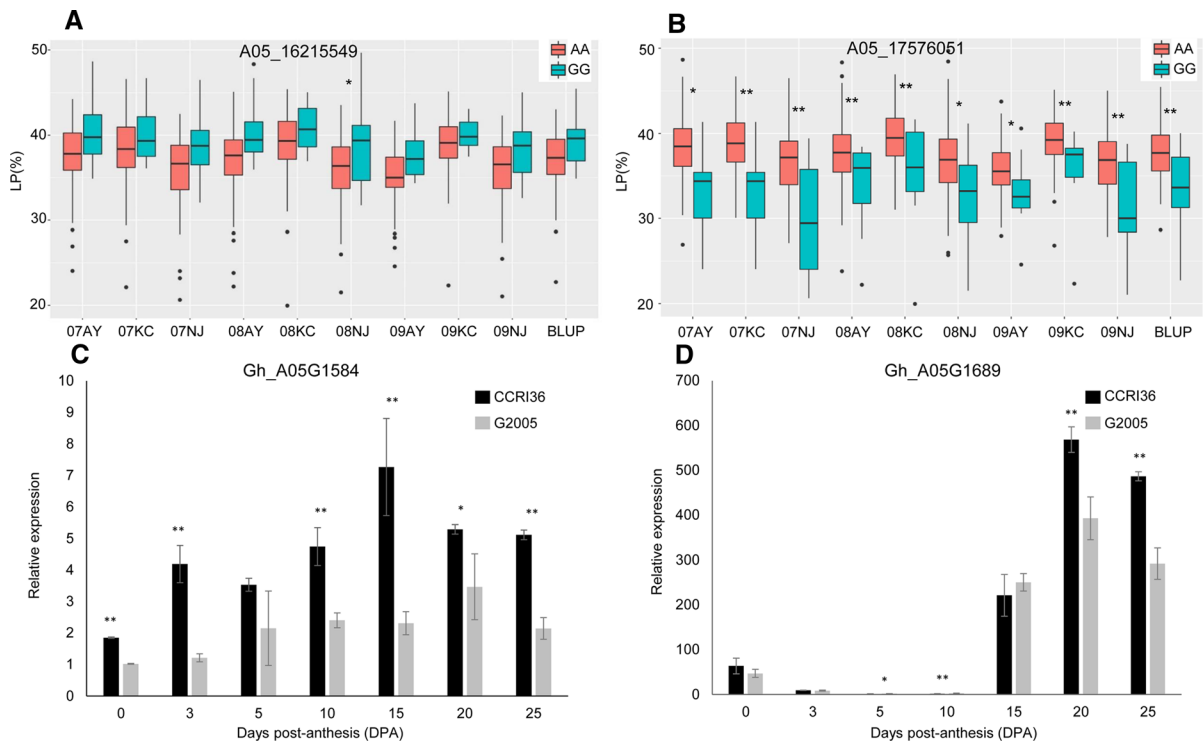 A
A05_16215549
AA
GG
LP(%)
50
40
30
20
*
07AY 07KC 07NJ 08AY 08KC 08NJ 09AY 09KC 09NJ BLUP
B
A05_17576051
AA
GG
LP(%)
50
40
30
20
* ** ** ** ** * * ** ** **
07AY 07KC 07NJ 08AY 08KC 08NJ 09AY 09KC 09NJ BLUP
C
Gh_A05G1584
CCRI36
G2005
Relative expression
10
9
8
7
6
5
4
3
2
1
0
** ** ** ** * **
0 3 5 10 15 20 25
Days post-anthesis (DPA)
D
Gh_A05G1689
CCRI36
G2005
Relative expression
700
600
500
400
300
200
100
0
* ** ** **
0 3 5 10 15 20 25
Days post-anthesis (DPA)